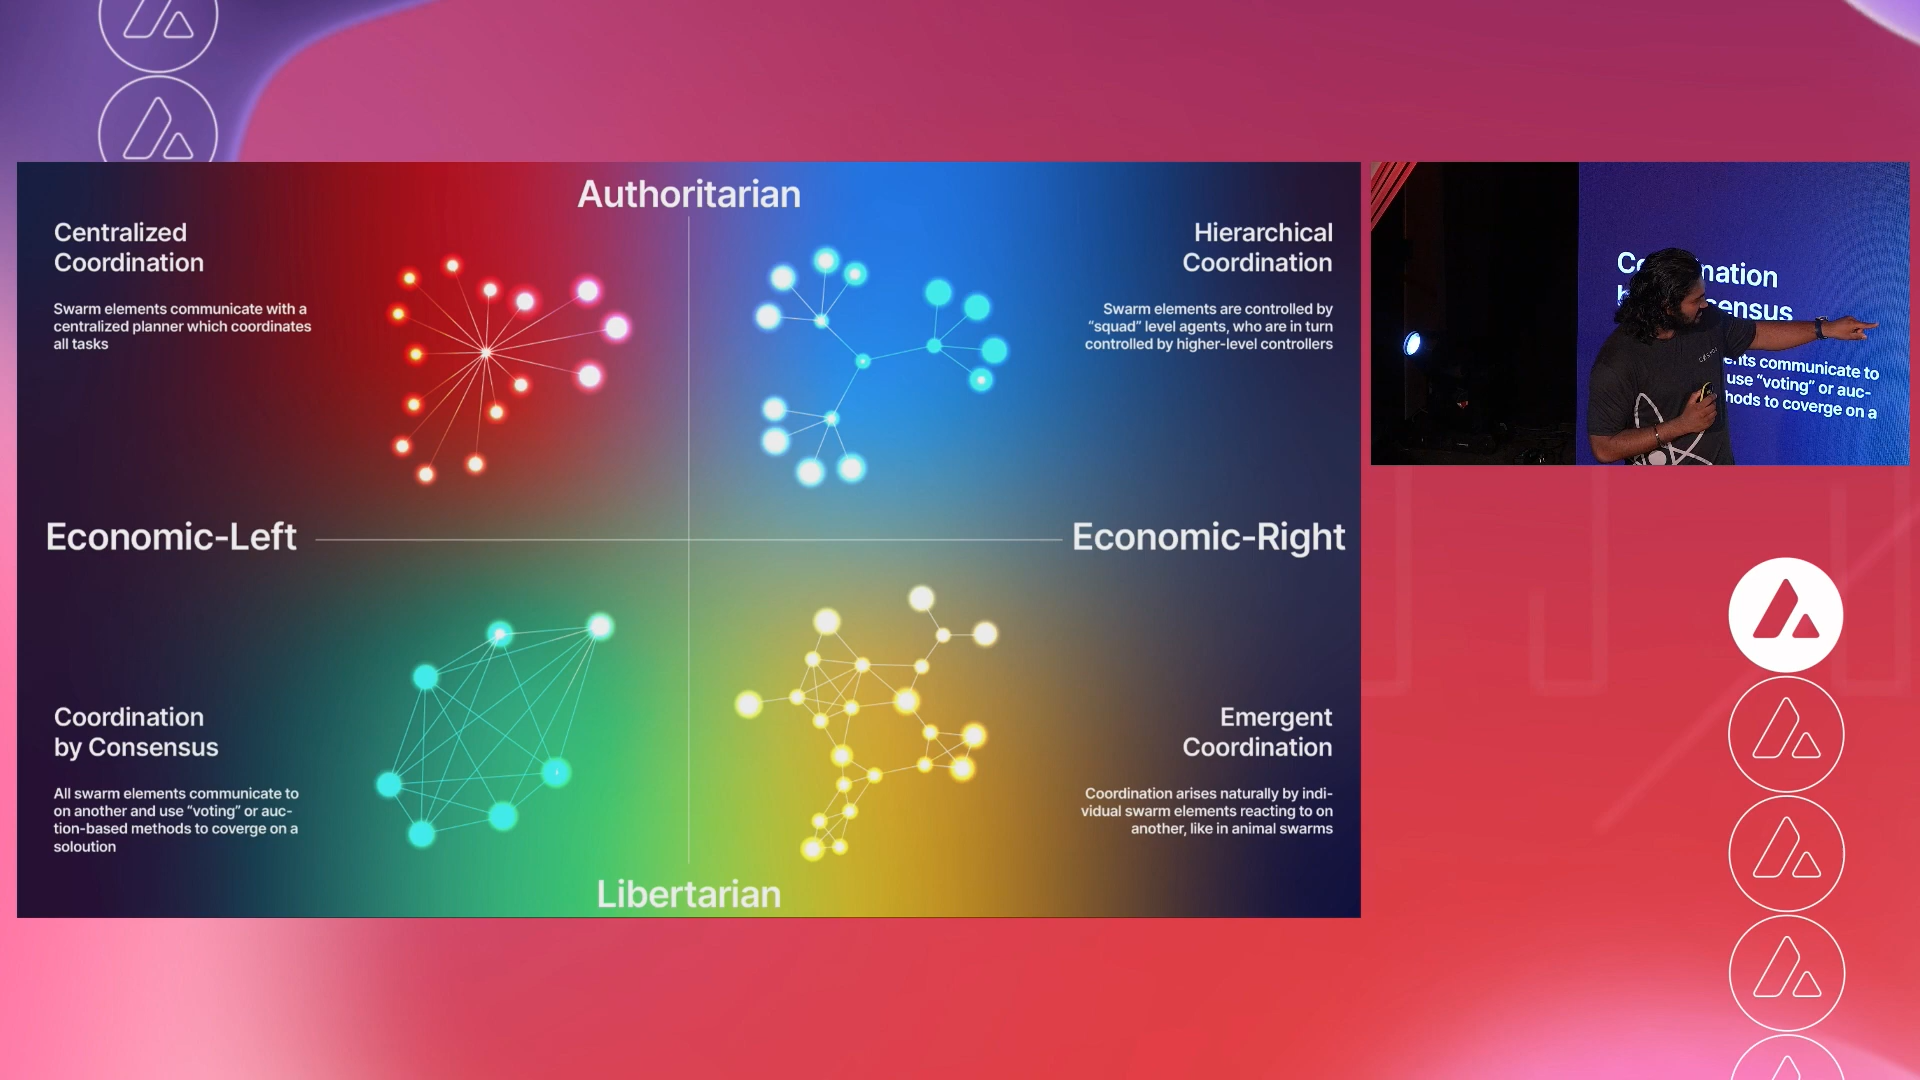 Authoritarian
Centralized
Coordination
Swarm elements communicate with a
centralized planner which coordinates
all tasks
Hierarchical
Coordination
Swarm elements are controlled by
“squad” level agents, who are in turn
controlled by higher-level controllers
Economic-Left
Economic-Right
Coordination
by Consensus
All swarm elements communicate to
on another and use “voting” or auc-
tion-based methods to coverge on a
soloution
Emergent
Coordination
Coordination arises naturally by indi-
vidual swarm elements reacting to on
another, like in animal swarms
Libertarian
communicate to
use “voting” or auc-
hods to coverge on a